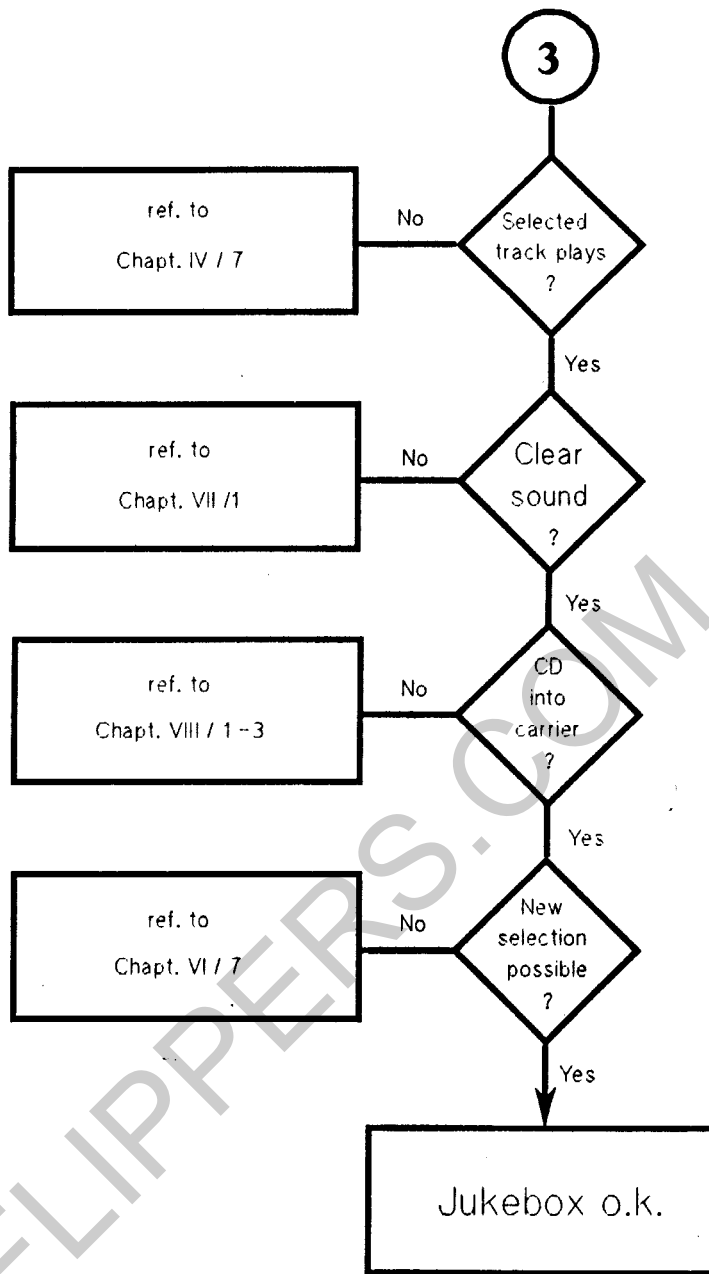 3
ref. to
Chapt. IV / 7
No
Selected
track plays
?
Yes
ref. to
Chapt. VII /1
No
Clear
sound
?
Yes
ref. to
Chapt. VIII / 1-3
No
CD
into
carrier
?
Yes
ref. to
Chapt. VI / 7
No
New
selection
possible
?
Yes
Jukebox o.k.
FLIPPERS.COM